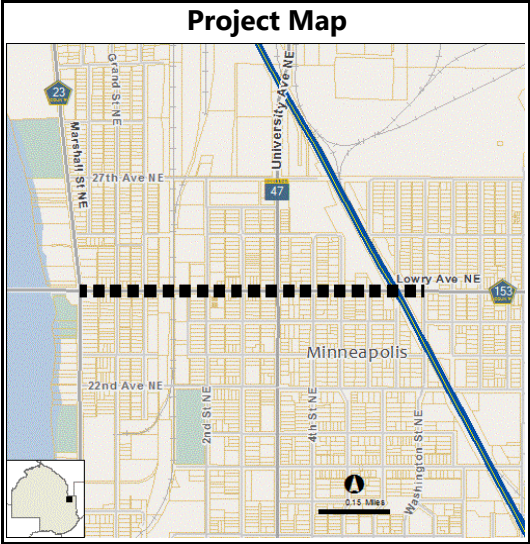 Project Map
23
Grand St NE
Marshall St NE
University Ave NE
27th Ave NE
47
Lowry Ave NE
153
Minneapolis
22nd Ave NE
2nd St NE
4th St NE
Washington St NE
0.15 Miles